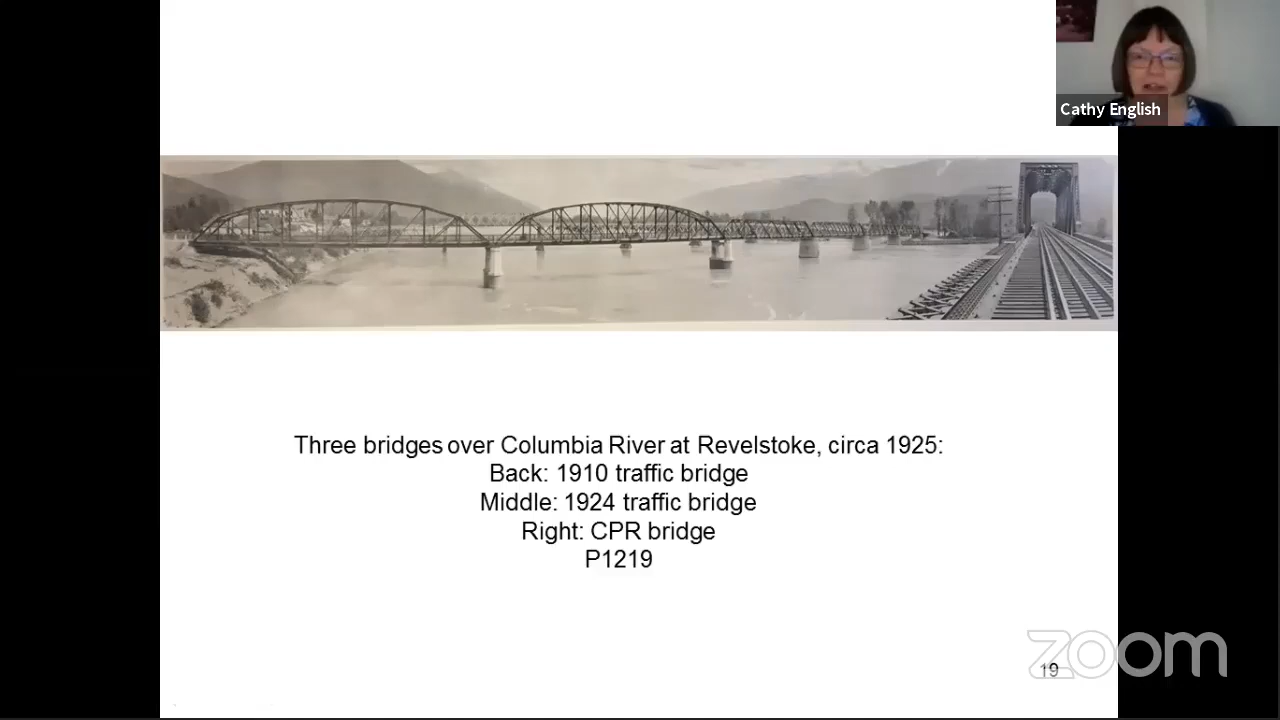 Cathy English
Three bridges over Columbia River at Revelstoke, circa 1925:
Back: 1910 traffic bridge
Middle: 1924 traffic bridge
Right: CPR bridge
P1219
19
zoom